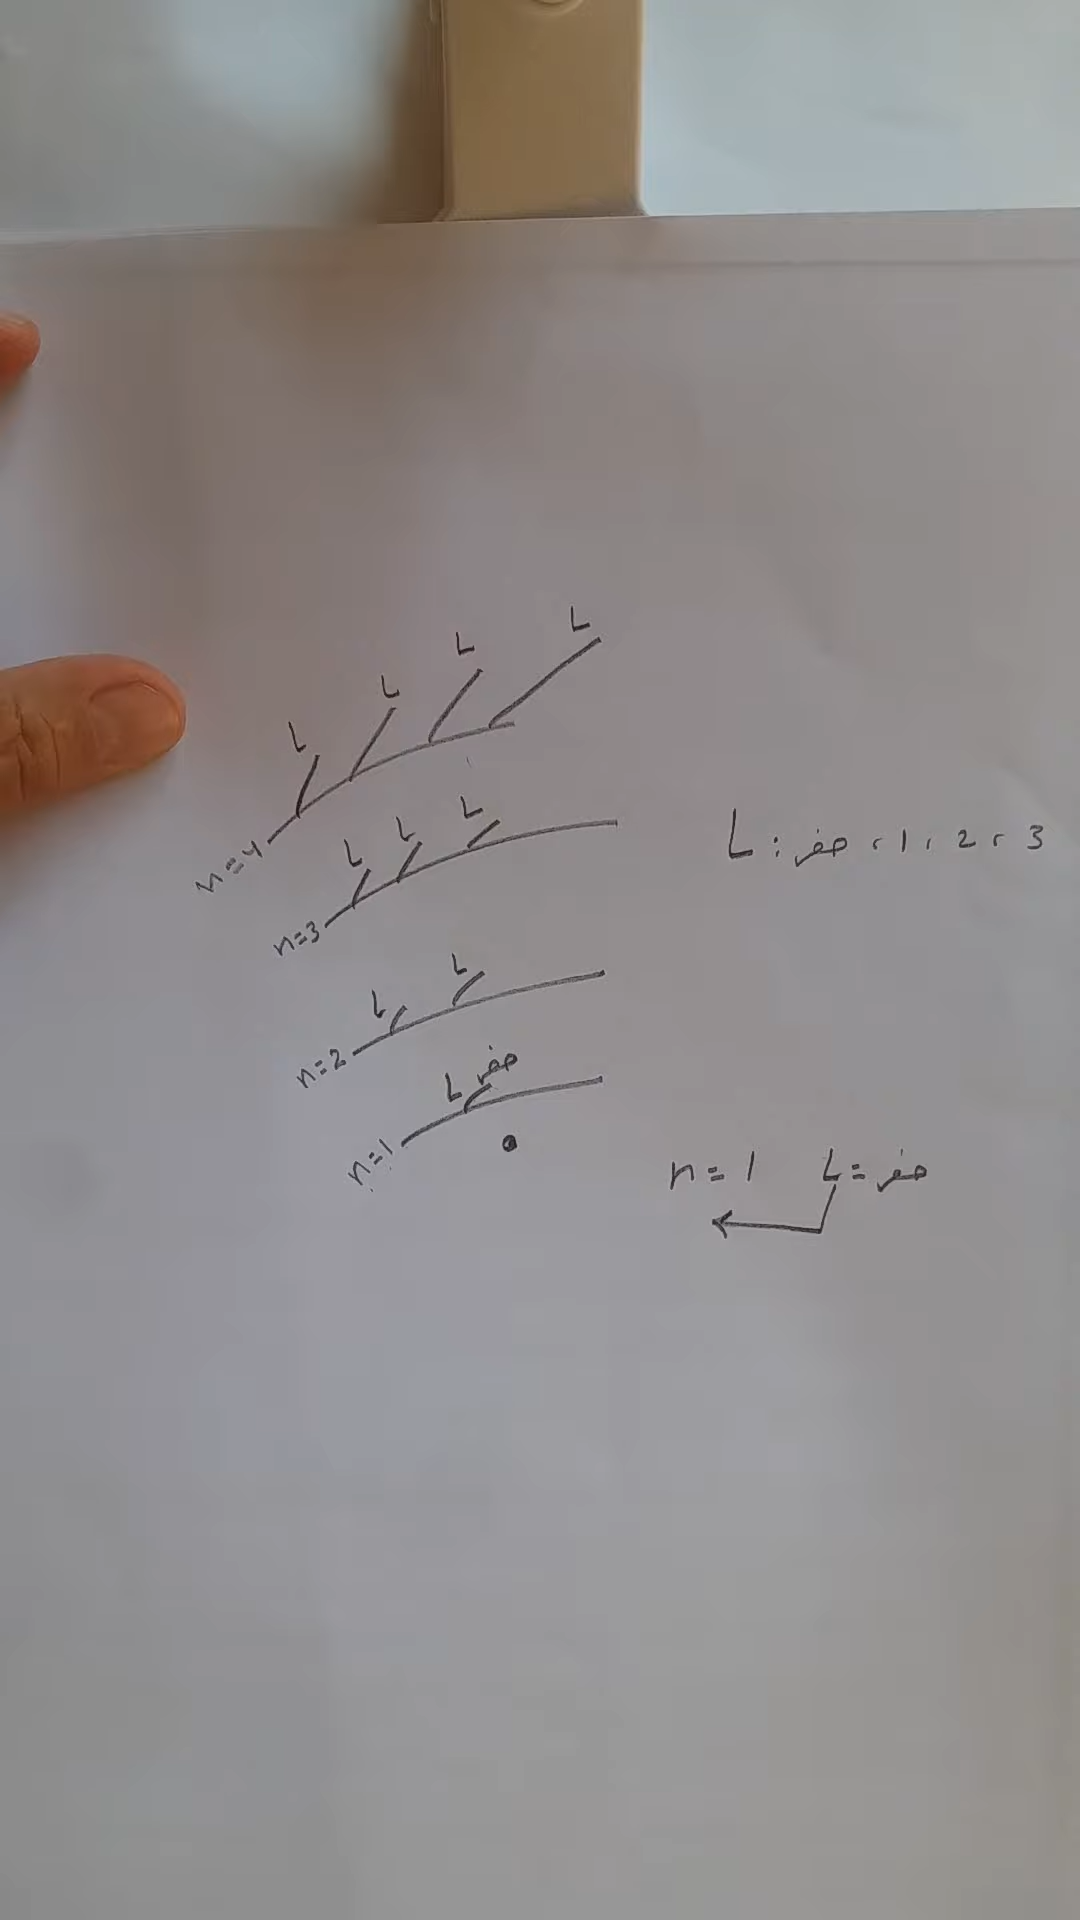 L L L L
n=4
L L L
n=3
L : صفر ، 1 ، 2 ، 3
L L
n=2
L صفر
n=1
n=1 L=صفر